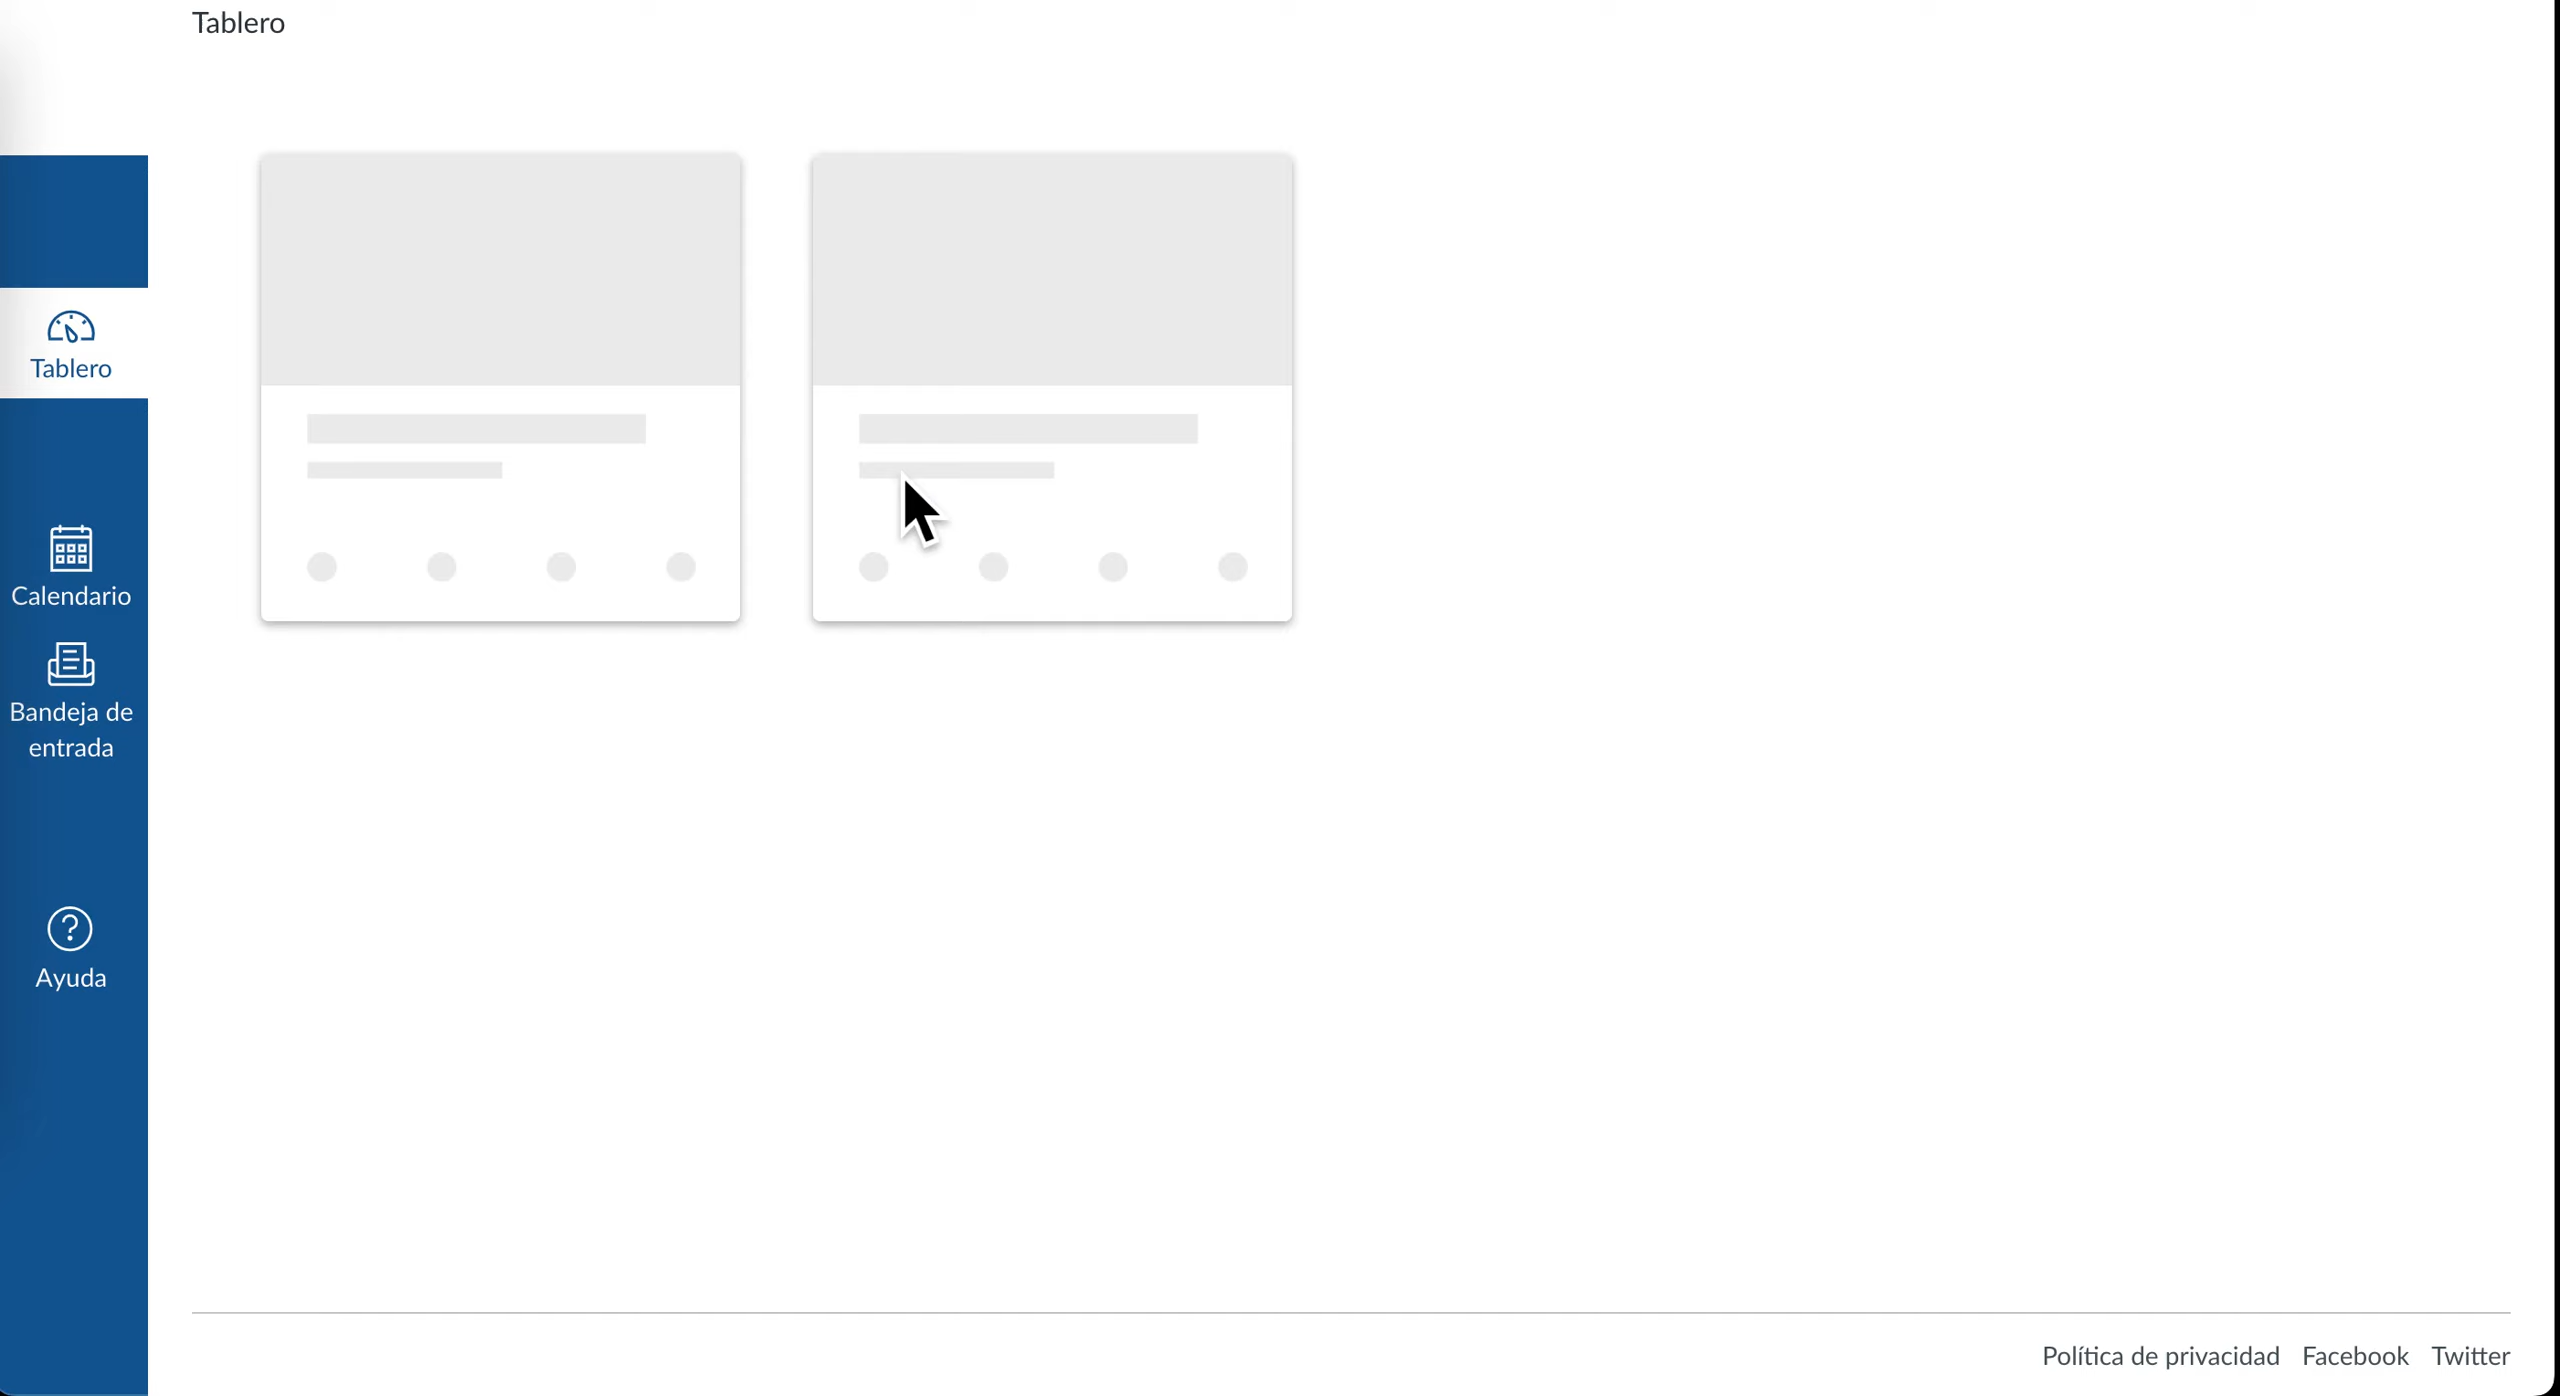 Tablero
Tablero
Calendario
Bandeja de
entrada
Ayuda
Política de privacidad Facebook Twitter